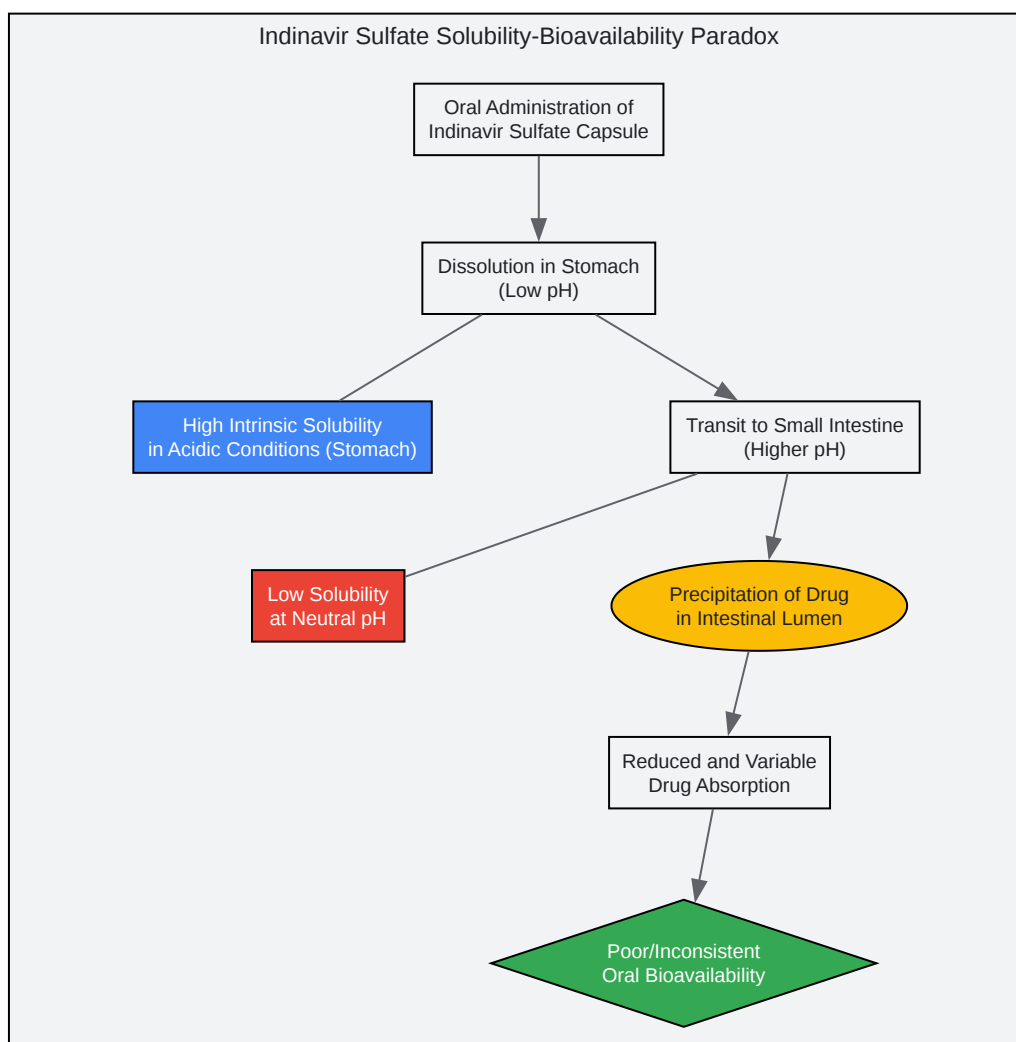 Indinavir Sulfate Solubility-Bioavailability Paradox
Oral Administration of
Indinavir Sulfate Capsule
Dissolution in Stomach
(Low pH)
High Intrinsic Solubility
in Acidic Conditions (Stomach)
Transit to Small Intestine
(Higher pH)
Low Solubility
at Neutral pH
Precipitation of Drug
in Intestinal Lumen
Reduced and Variable
Drug Absorption
Poor/Inconsistent
Oral Bioavailability